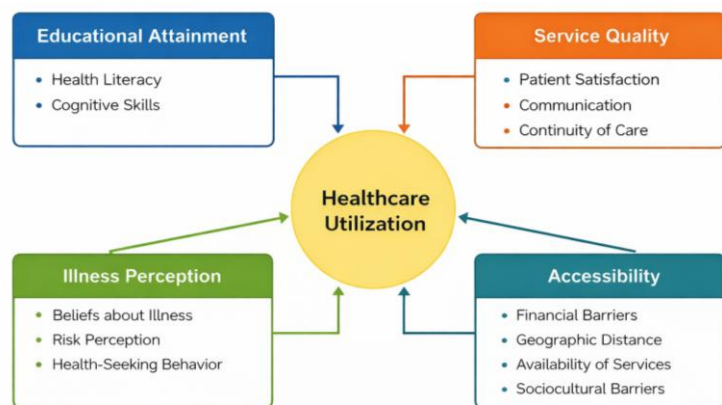 Educational Attainment
• Health Literacy
• Cognitive Skills
Service Quality
• Patient Satisfaction
• Communication
• Continuity of Care
Healthcare
Utilization
Illness Perception
• Beliefs about Illness
• Risk Perception
• Health-Seeking Behavior
Accessibility
• Financial Barriers
• Geographic Distance
• Availability of Services
• Sociocultural Barriers